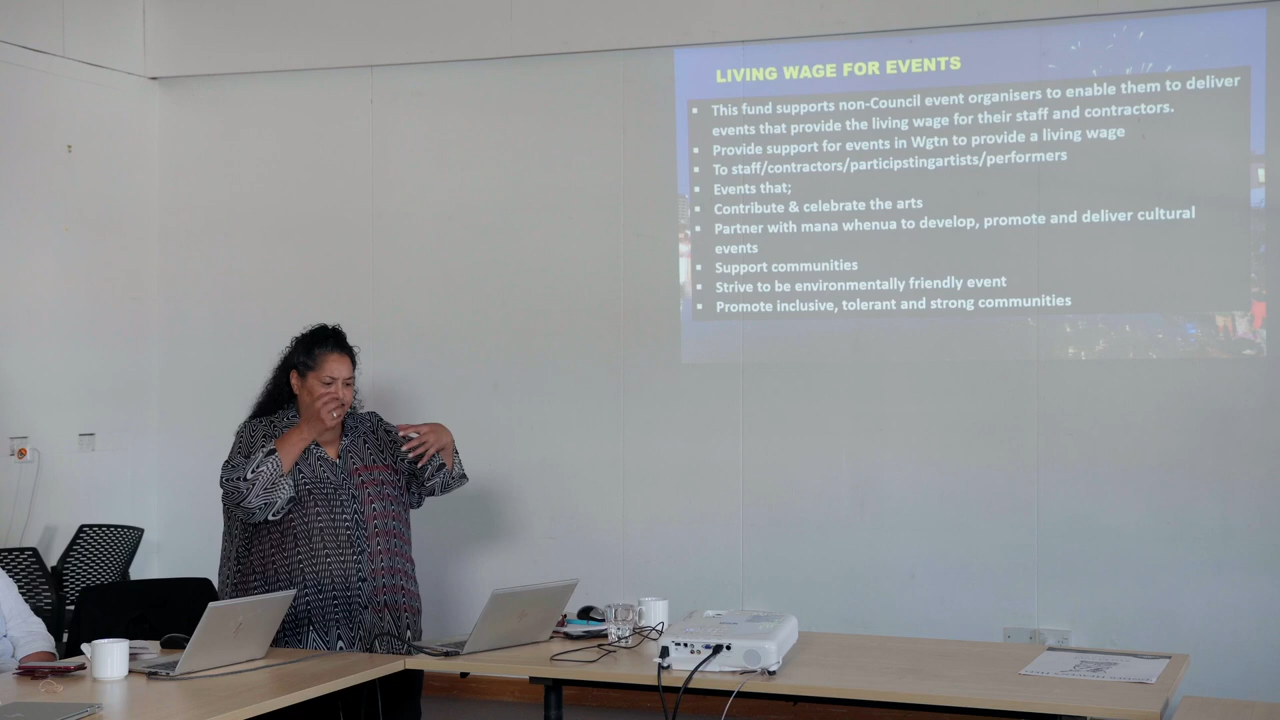 LIVING WAGE FOR EVENTS
This fund supports non-Council event organisers to enable them to deliver
events that provide the living wage for their staff and contractors.
Provide support for events in Wgtn to provide a living wage
To staff/contractors/participstingartists/performers
Events that;
Contribute & celebrate the arts
Partner with mana whenua to develop, promote and deliver cultural
events
Support communities
Strive to be environmentally friendly event
Promote inclusive, tolerant and strong communities